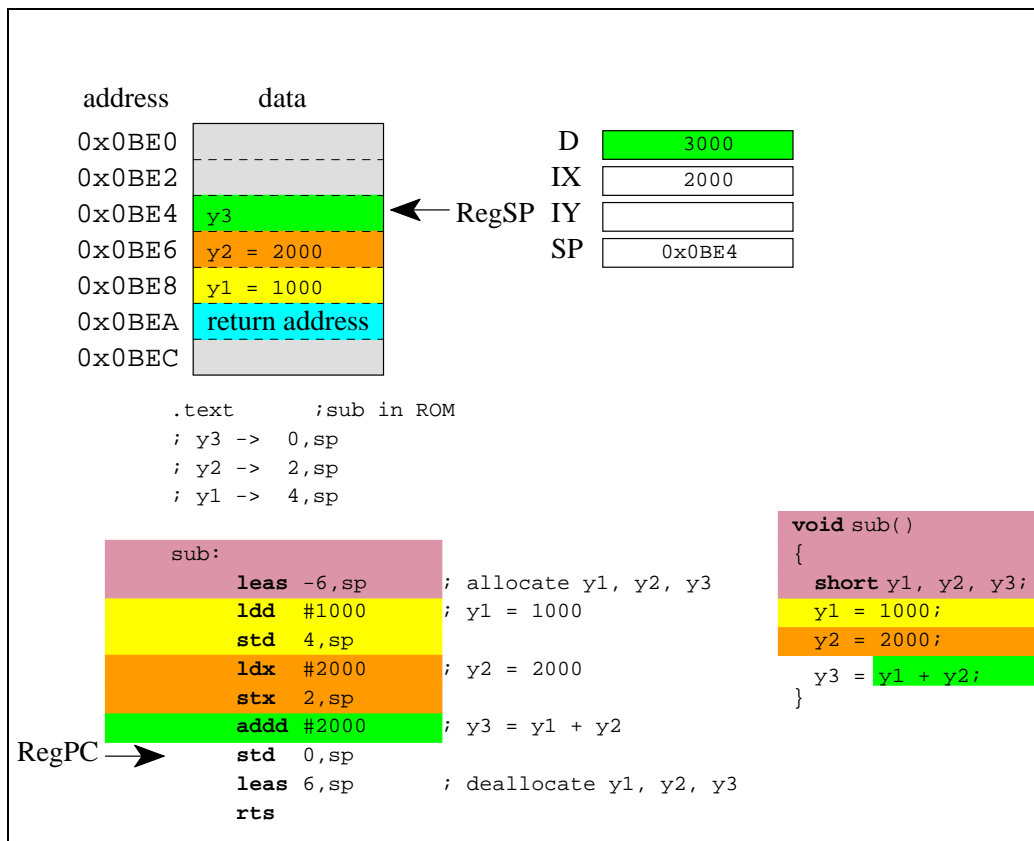 address data
0x0BE0
0x0BE2
0x0BE4 y3
0x0BE6 y2 = 2000
0x0BE8 y1 = 1000
0x0BEA return address
0x0BEC
RegSP
D 3000
IX 2000
IY
SP 0x0BE4
.text ;sub in ROM
; y3 -> 0,sp
; y2 -> 2,sp
; y1 -> 4,sp
sub:
leas -6,sp ; allocate y1, y2, y3
ldd #1000 ; y1 = 1000
std 4,sp
ldx #2000 ; y2 = 2000
stx 2,sp
addd #2000 ; y3 = y1 + y2
RegPC std 0,sp
leas 6,sp ; deallocate y1, y2, y3
rts
void sub()
{
short y1, y2, y3;
y1 = 1000;
y2 = 2000;
y3 = y1 + y2;
}